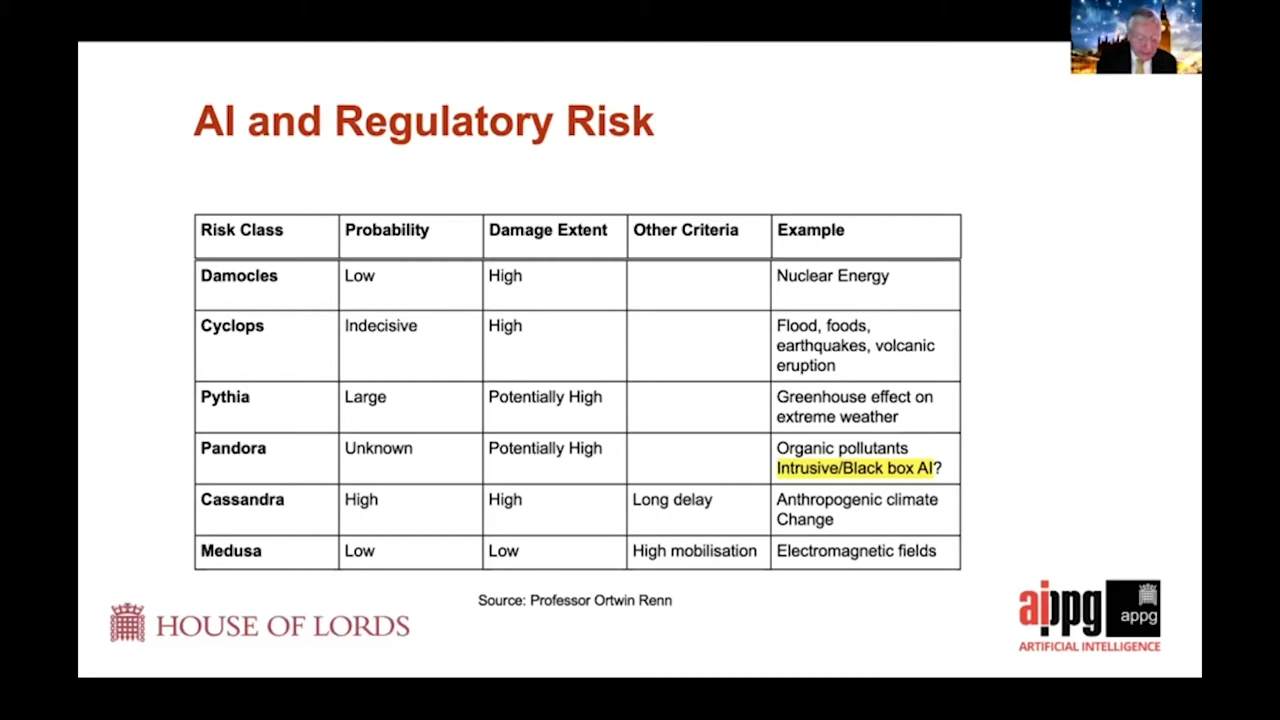 AI and Regulatory Risk
Risk Class Probability Damage Extent Other Criteria Example
Damocles Low High Nuclear Energy
Cyclops Indecisive High Flood, foods,
earthquakes, volcanic
eruption
Pythia Large Potentially High Greenhouse effect on
extreme weather
Pandora Unknown Potentially High Organic pollutants
Intrusive/Black box AI?
Cassandra High High Long delay Anthropogenic climate
Change
Medusa Low Low High mobilisation Electromagnetic fields
Source: Professor Ortwin Renn
HOUSE OF LORDS
aippg
appg
ARTIFICIAL INTELLIGENCE